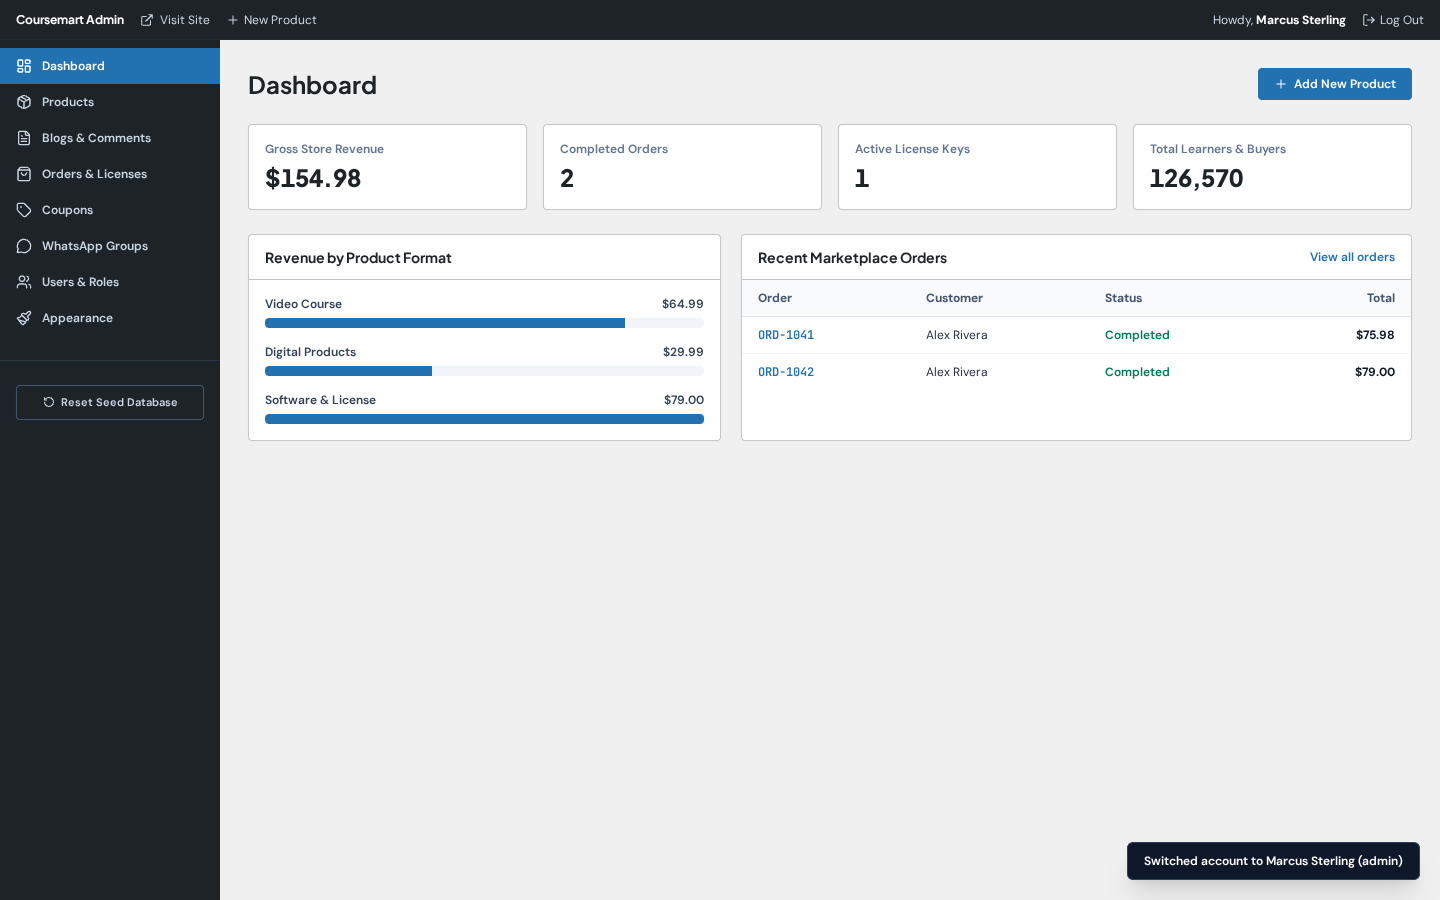 Coursemart Admin Visit Site New Product Howdy, Marcus Sterling Log Out
Dashboard
Products
Blogs & Comments
Orders & Licenses
Coupons
WhatsApp Groups
Users & Roles
Appearance
Reset Seed Database
Dashboard
Add New Product
Gross Store Revenue
$154.98
Completed Orders
2
Active License Keys
1
Total Learners & Buyers
126,570
Revenue by Product Format
Video Course $64.99
Digital Products $29.99
Software & License $79.00
Recent Marketplace Orders View all orders
Order Customer Status Total
ORD-1041 Alex Rivera Completed $75.98
ORD-1042 Alex Rivera Completed $79.00
Switched account to Marcus Sterling (admin)